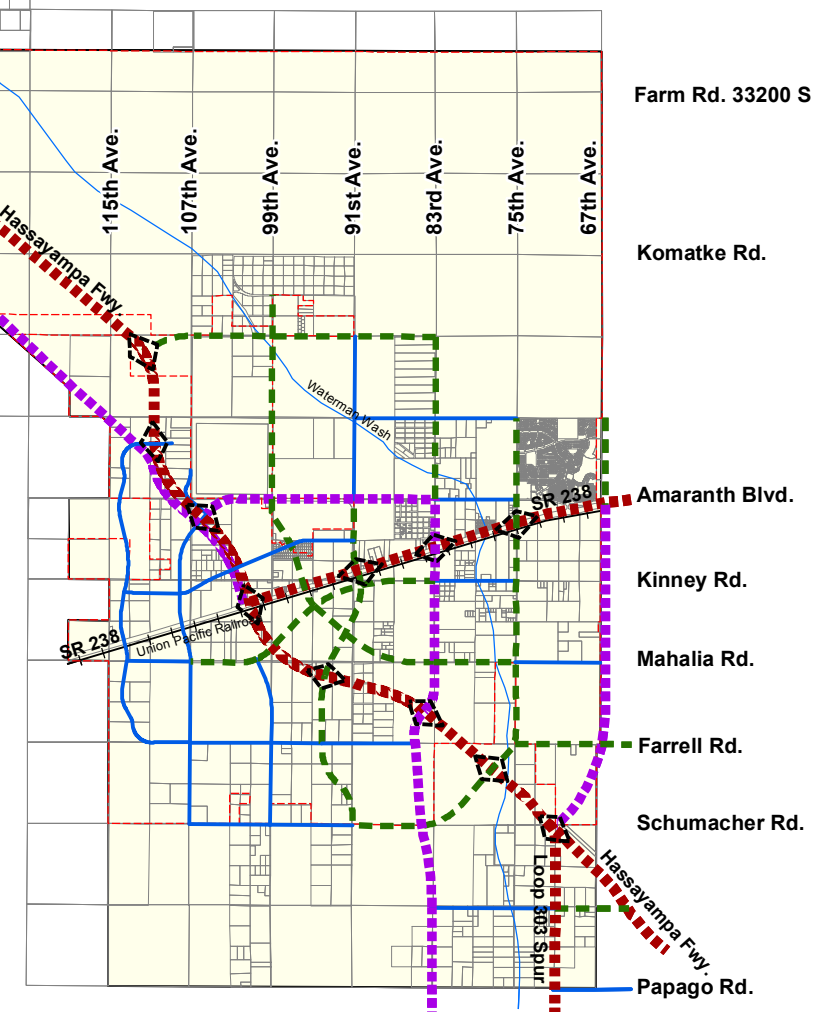 Farm Rd. 33200 S
115th Ave.
107th Ave.
99th Ave.
91st Ave.
83rd Ave.
75th Ave.
67th Ave.
Hassayampa Fwy.
Komatke Rd.
Waterman Wash
SR 238
Amaranth Blvd.
Kinney Rd.
SR 238
Union Pacific Railroad
Mahalia Rd.
Farrell Rd.
Schumacher Rd.
Loop 303 Spur
Hassayampa Fwy.
Papago Rd.